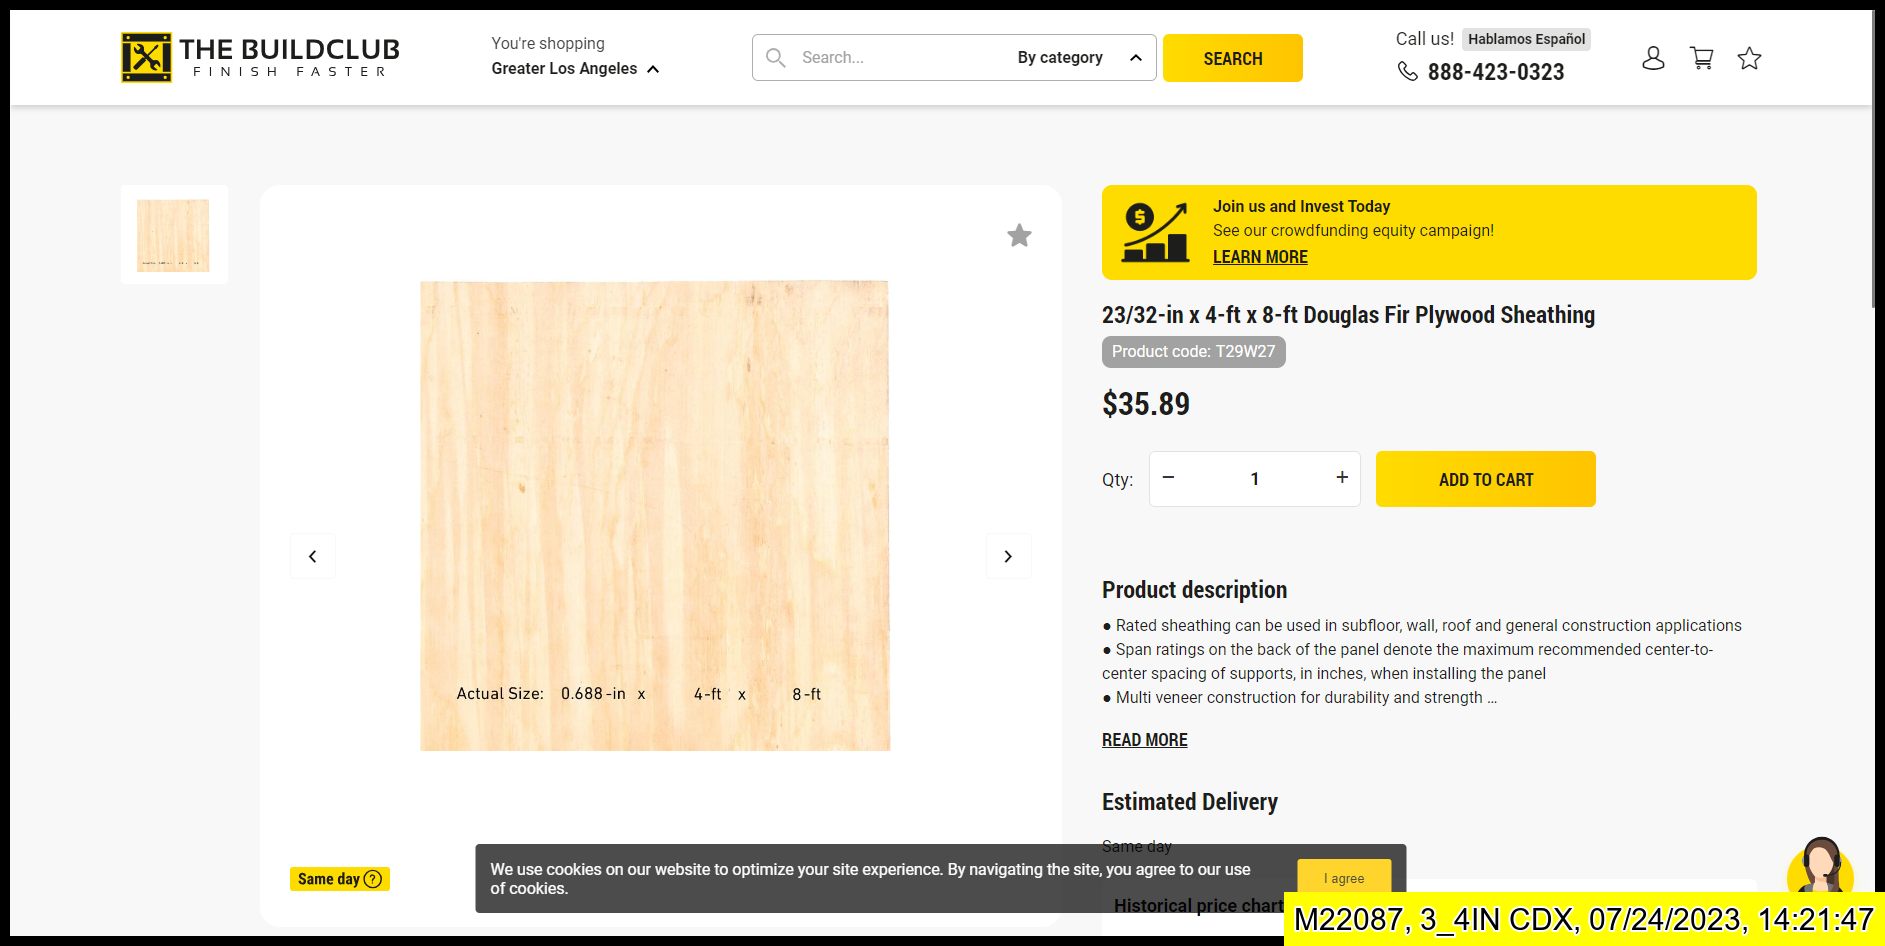 THE BUILDCLUB
FINISH FASTER
You're shopping
Greater Los Angeles
Search...
By category
SEARCH
Call us! Hablamos Español
888-423-0323
Join us and Invest Today
See our crowdfunding equity campaign!
LEARN MORE
23/32-in x 4-ft x 8-ft Douglas Fir Plywood Sheathing
Product code: T29W27
$35.89
Qty: − 1 +
ADD TO CART
Actual Size: 0.688-in x 4-ft x 8-ft
Product description
● Rated sheathing can be used in subfloor, wall, roof and general construction applications
● Span ratings on the back of the panel denote the maximum recommended center-to-
center spacing of supports, in inches, when installing the panel
● Multi veneer construction for durability and strength ...
READ MORE
Estimated Delivery
Same day
Same day ?
We use cookies on our website to optimize your site experience. By navigating the site, you agree to our use
of cookies.
I agree
Historical price chart
M22087, 3_4IN CDX, 07/24/2023, 14:21:47